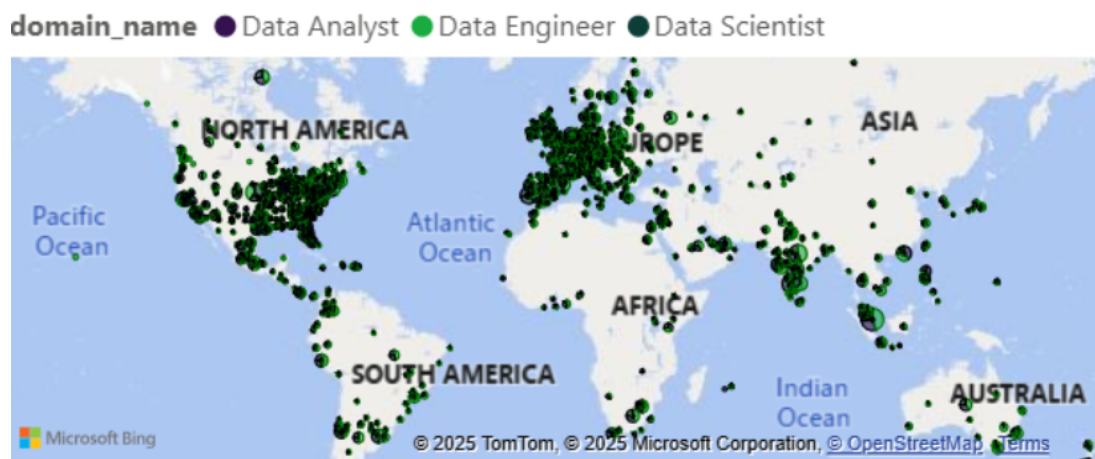 domain_name Data Analyst Data Engineer Data Scientist
NORTH AMERICA
ASIA
UROPE
Pacific
Ocean
Atlantic
Ocean
AFRICA
SOUTH AMERICA
Indian
Ocean
AUSTRALIA
Microsoft Bing
© 2025 TomTom, © 2025 Microsoft Corporation, © OpenStreetMap Terms